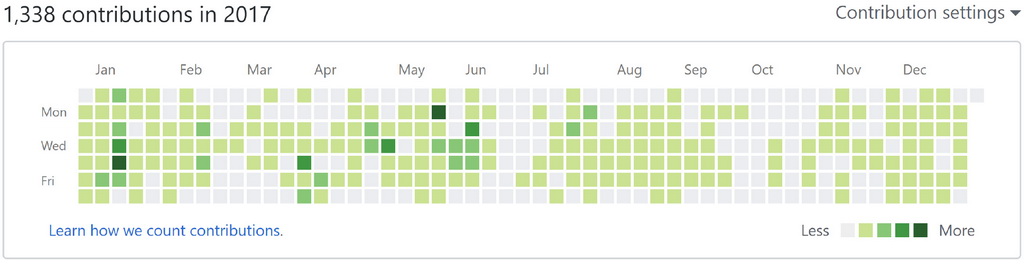 1,338 contributions in 2017
Contribution settings
Jan Feb Mar Apr May Jun Jul Aug Sep Oct Nov Dec
Mon
Wed
Fri
Learn how we count contributions.
Less More